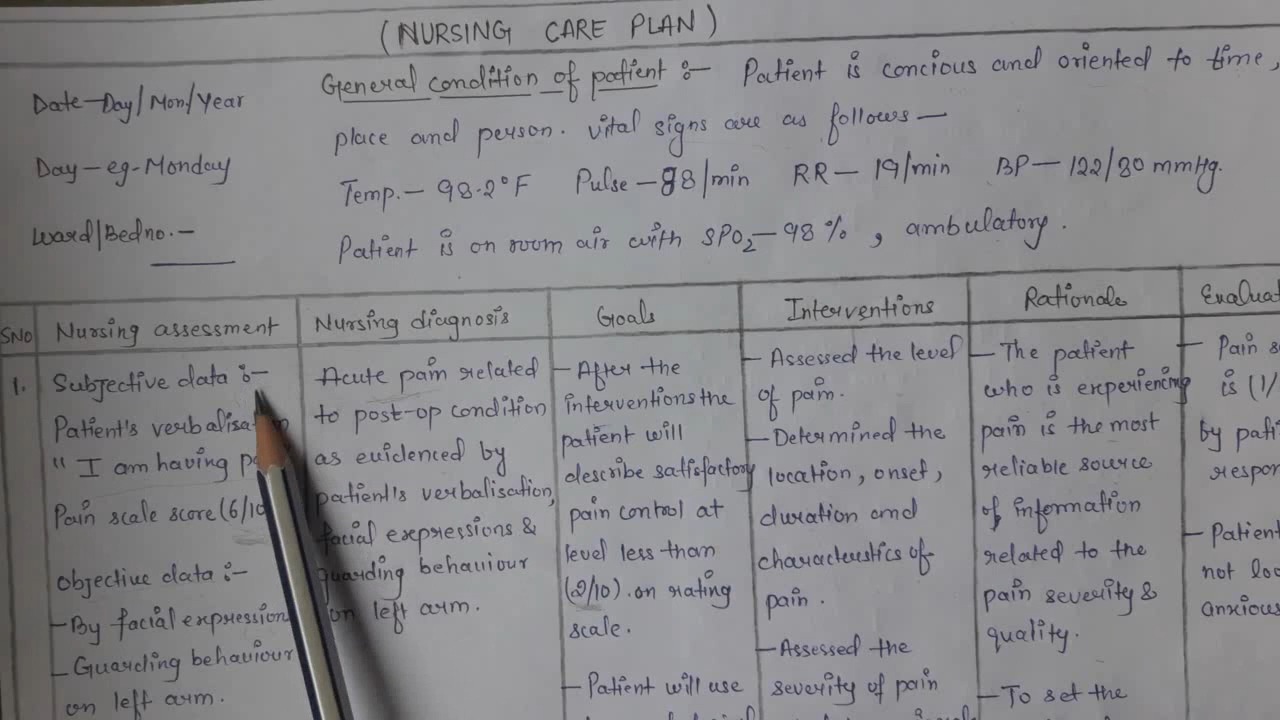 (NURSING CARE PLAN)
Date-Day/Mon/Year
Day-eg-Monday
Ward/Bedno.-
General condition of patient :- Patient is concious and oriented to time,
place and person. Vital signs are as follows-
Temp.-98.2°F Pulse-98/min RR-19/min BP-122/80 mmHg.
Patient is on room air with SPO2-98%, ambulatory.
SNO
Nursing assessment
Nursing diagnosis
Goals
Interventions
Rationale
1.
Subjective data :-
Patient's
" I am having
Pain scale score (6/10
objective data :-
-By facial expression
-Guarding behaviour
on left arm.
Acute pain related
to post-op condition
as evidenced by
patient's verbalisation,
facial expressions &
guarding behaviour
on left arm.
-After the
interventions the
patient will
describe satisfactory
pain control at
level less than
(2/10). on rating
scale.
-Patient will use
-Assessed the level
of pain.
-Determined the
location, onset,
duration and
characteristics of
pain.
-Assessed the
severity of pain
-The patient
who is experiencing
pain is the most
reliable source
of information
related to the
pain severity &
quality.
-To set the
-Pain
is (1/
by
-Patient
not
anxious